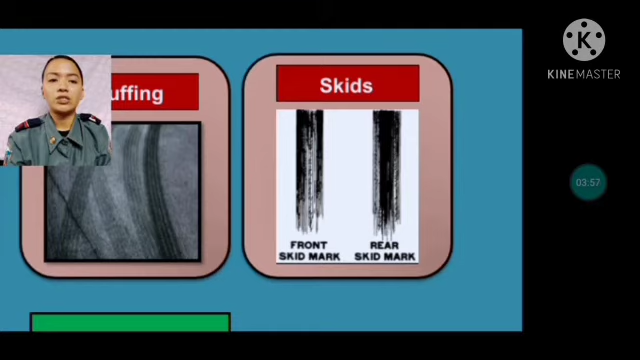 uffing
Skids
FRONT
SKID MARK
REAR
SKID MARK
K
KINEMASTER
03:57